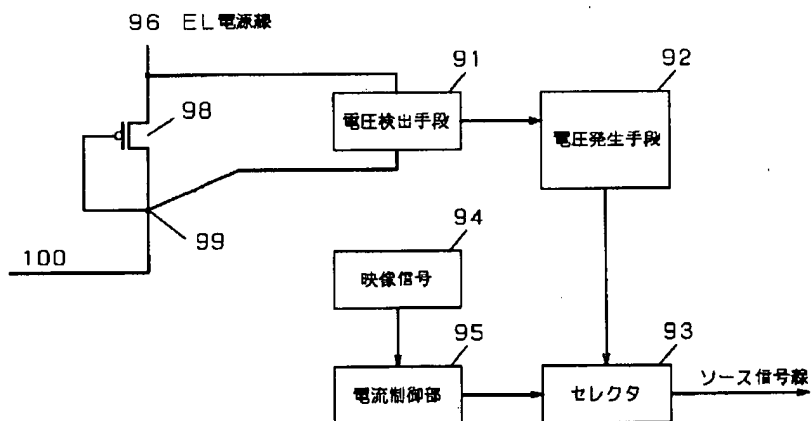 96 EL電源線
91
92
98
電圧検出手段
電圧発生手段
99
94
100
映像信号
95
93
電流制御部
セレクタ
ソース信号線